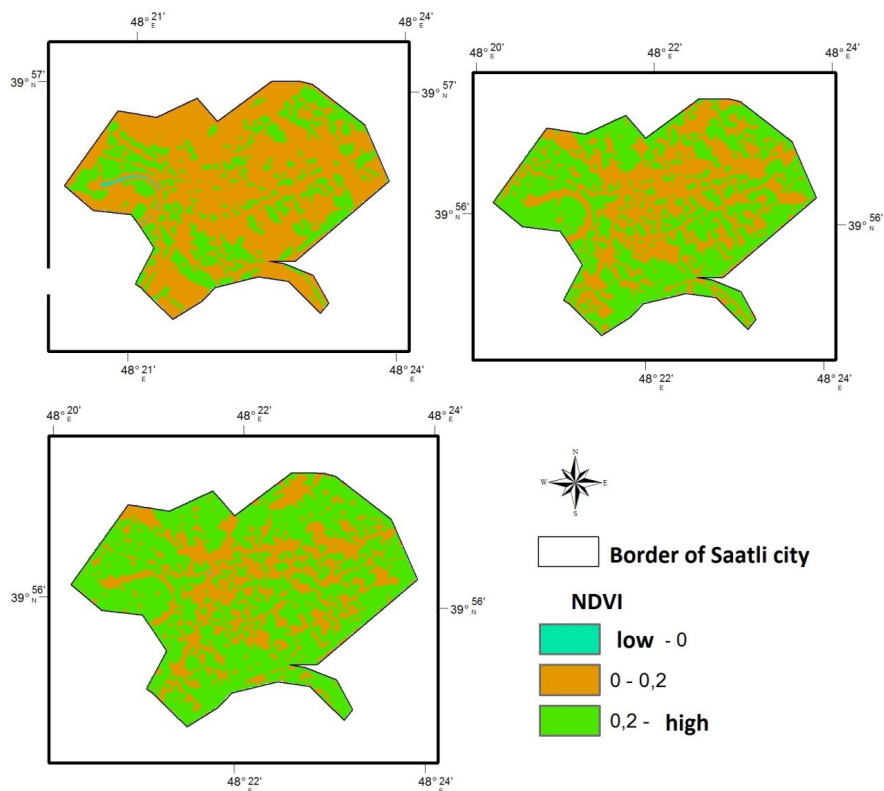 48° 21' E
48° 24' E
39° 57' N
48° 21' E
48° 24' E
48° 20' E
48° 22' E
48° 24' E
39° 57' N
39° 56' N
39° 56' N
48° 22' E
48° 24' E
48° 20' E
48° 22' E
48° 24' E
39° 56' N
39° 56' N
48° 22' E
48° 24' E
N
W E
S
Border of Saatli city
NDVI
low - 0
0 - 0,2
0,2 - high